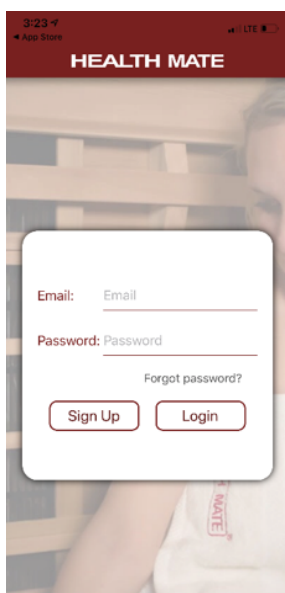 3:23
◀ App Store
LTE
HEALTH MATE
Email: Email
Password: Password
Forgot password?
Sign Up Login
MATE